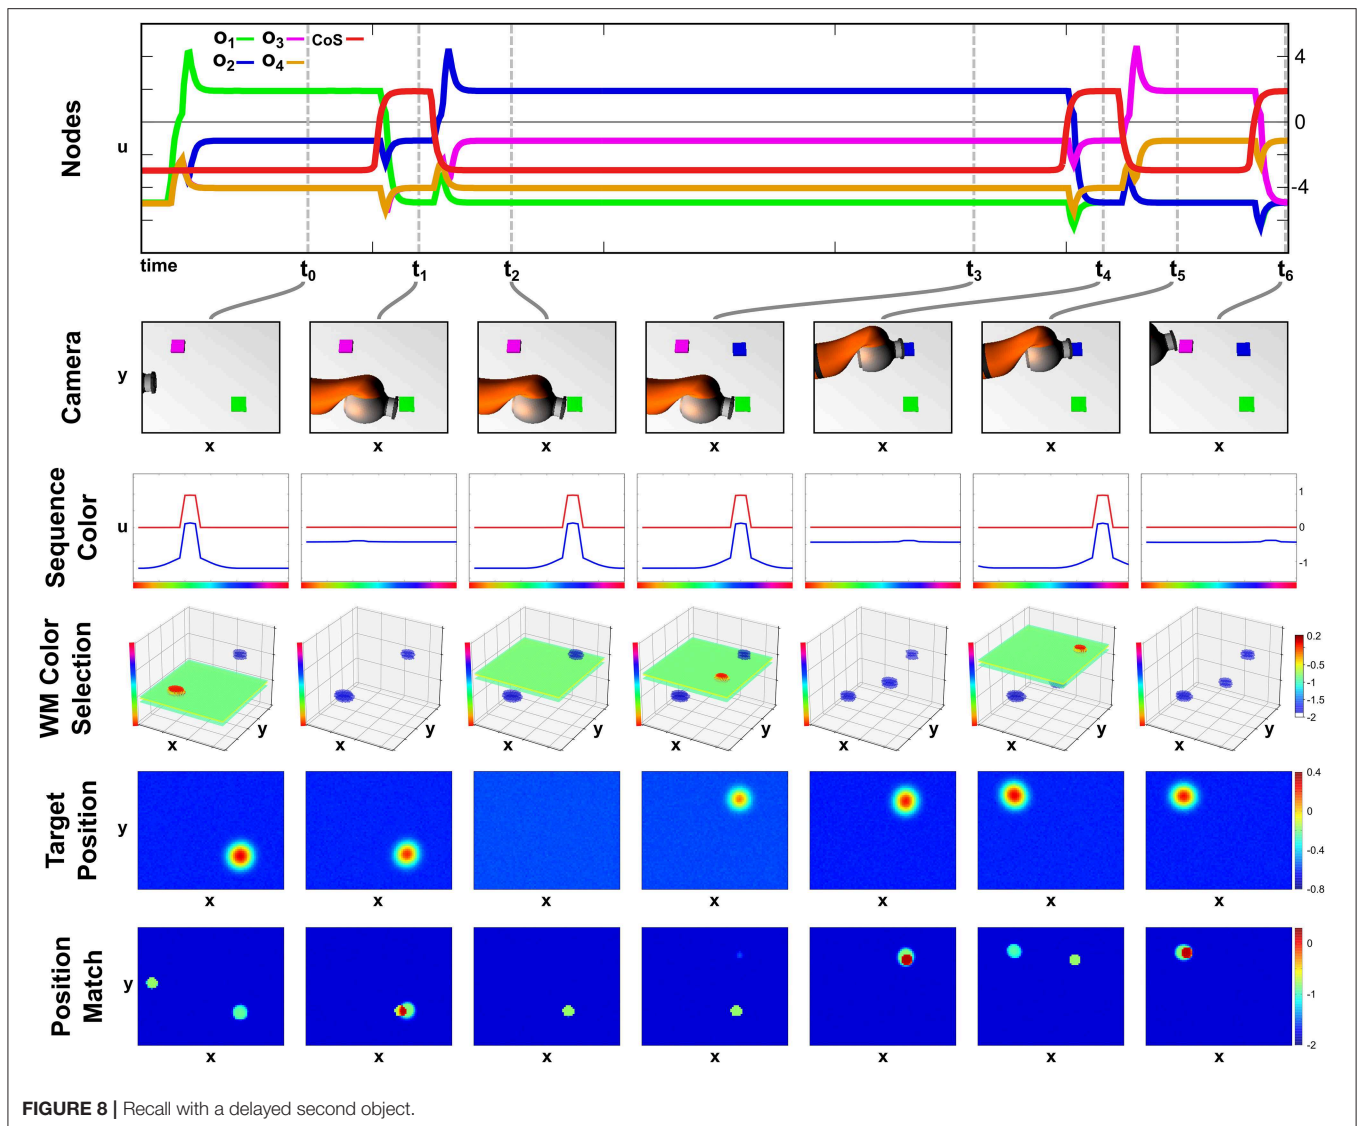 O1 O3 CoS
O2 O4
Nodes
u
4
0
-4
time t0 t1 t2 t3 t4 t5 t6
Camera
y
x x x x x x x
Sequence
Color
u
1
0
-1
WM Color
Selection
x y x y x y x y x y x y x y
0.2
-0.5
-1
-1.5
-2
Target
Position
y
0.4
0
-0.4
-0.8
x x x x x x x
Position
Match
y
0
-1
-2
x x x x x x x
FIGURE 8 | Recall with a delayed second object.